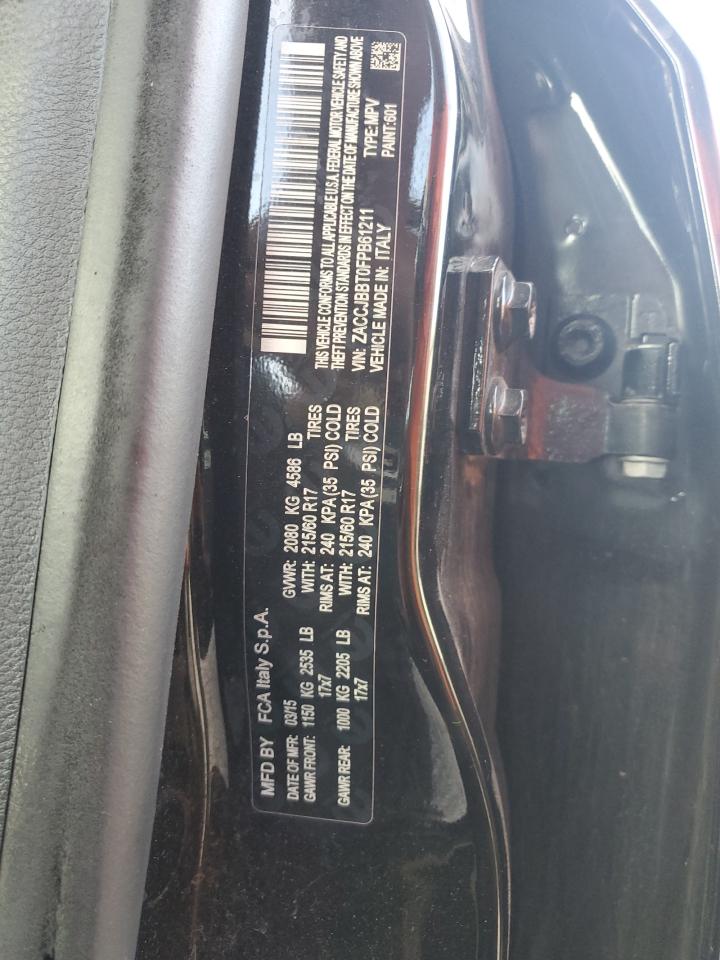 MFD BY FCA Italy S.p.A.
DATE OF MFR: 03/15 GVWR: 2080 KG 4586 LB
GAWR FRONT: 1150 KG 2535 LB WITH: 215/60 R17 TIRES
17x7 RIMS AT: 240 KPA (35 PSI) COLD
GAWR REAR: 1000 KG 2205 LB WITH: 215/60 R17 TIRES
17x7 RIMS AT: 240 KPA (35 PSI) COLD
THIS VEHICLE CONFORMS TO ALL APPLICABLE U.S.A. FEDERAL MOTOR VEHICLE SAFETY AND
THEFT PREVENTION STANDARDS IN EFFECT ON THE DATE OF MANUFACTURE SHOWN ABOVE
VIN: ZACCJBBT0FPB61211 TYPE: MPV
VEHICLE MADE IN: ITALY PAINT:601